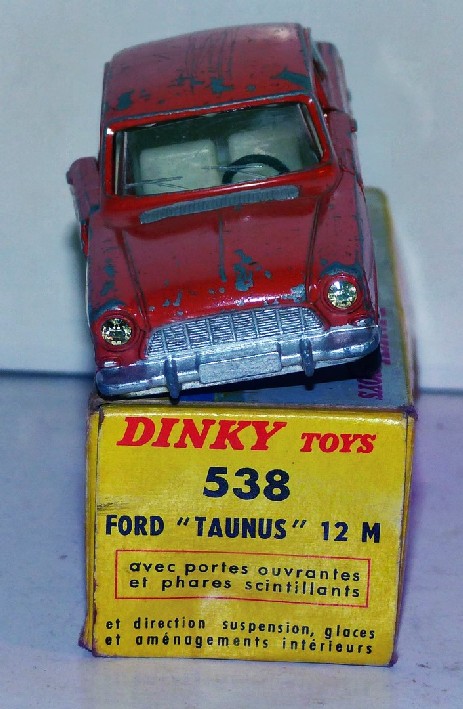 DINKY TOYS
538
FORD "TAUNUS" 12 M
avec portes ouvrantes
et phares scintillants
et direction suspension, glaces
et aménagements intérieurs